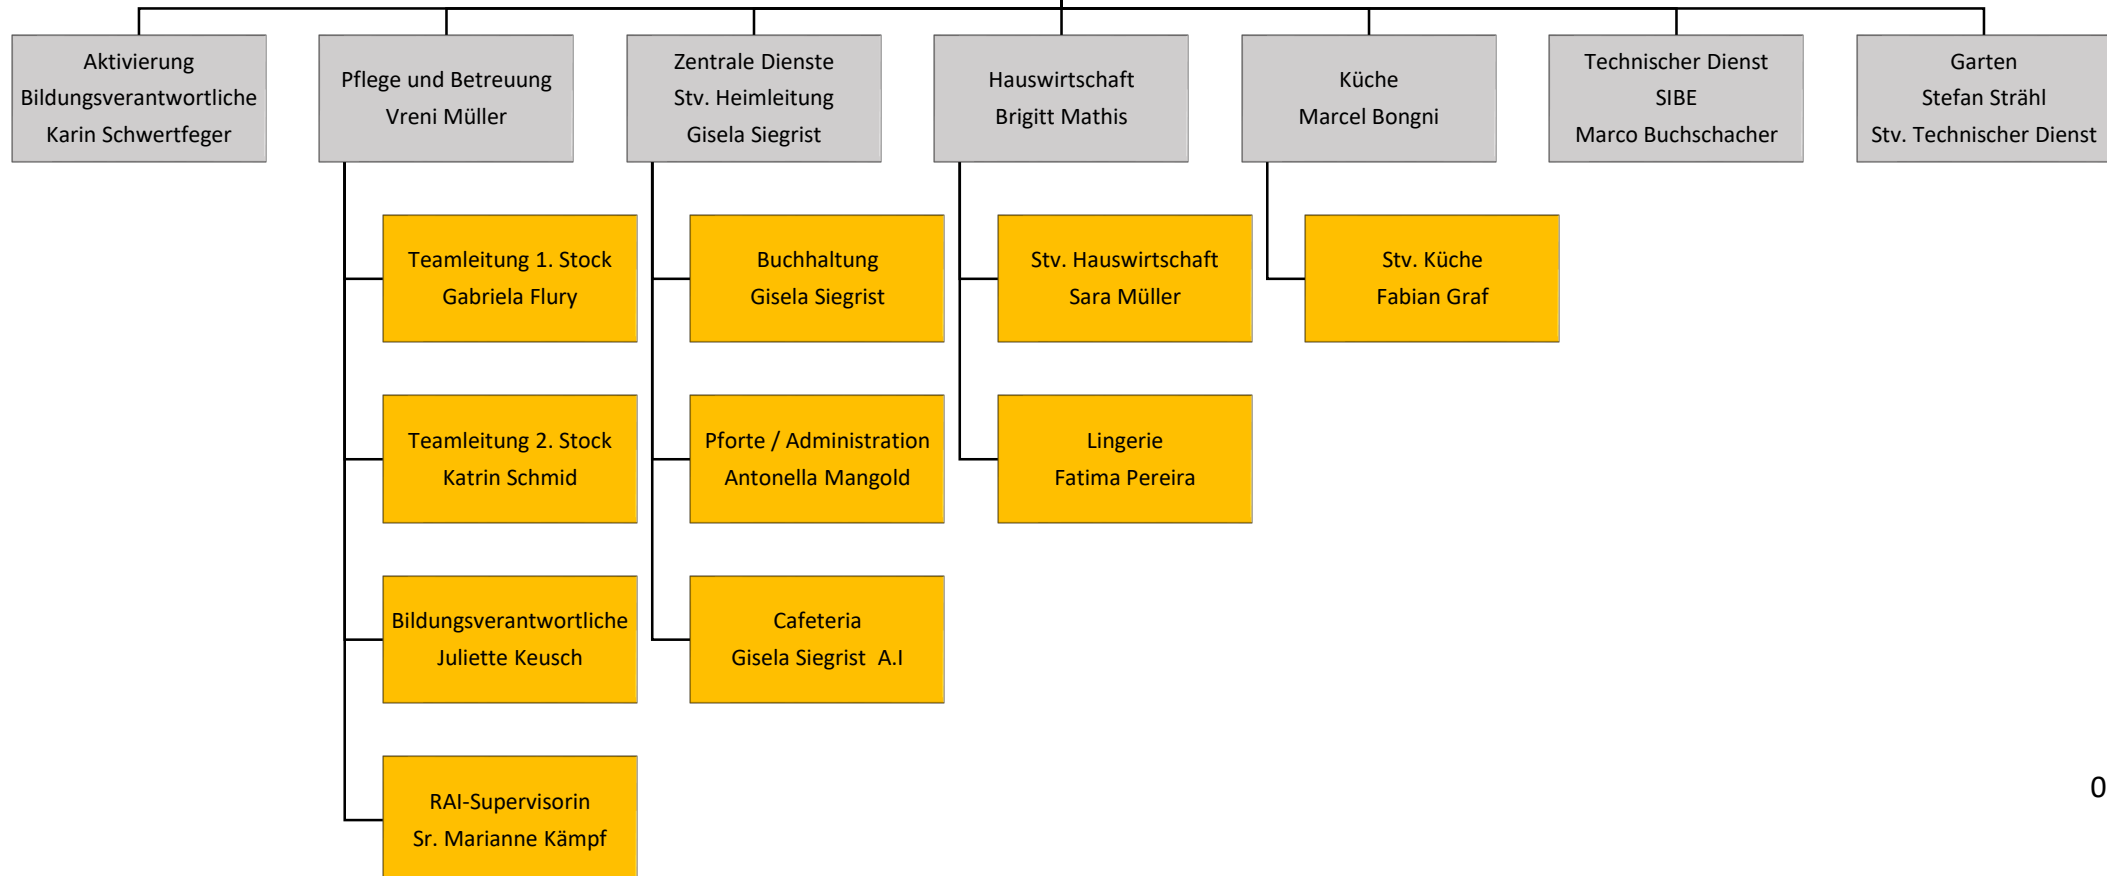 Aktivierung
Bildungsverantwortliche
Karin Schwertfeger
Pflege und Betreuung
Vreni Müller
Zentrale Dienste
Stv. Heimleitung
Gisela Siegrist
Hauswirtschaft
Brigitt Mathis
Küche
Marcel Bongni
Technischer Dienst
SIBE
Marco Buchschacher
Garten
Stefan Strähl
Stv. Technischer Dienst
Teamleitung 1. Stock
Gabriela Flury
Buchhaltung
Gisela Siegrist
Stv. Hauswirtschaft
Sara Müller
Stv. Küche
Fabian Graf
Teamleitung 2. Stock
Katrin Schmid
Pforte / Administration
Antonella Mangold
Lingerie
Fatima Pereira
Bildungsverantwortliche
Juliette Keusch
Cafeteria
Gisela Siegrist  A.I
RAI-Supervisorin
Sr. Marianne Kämpf
0